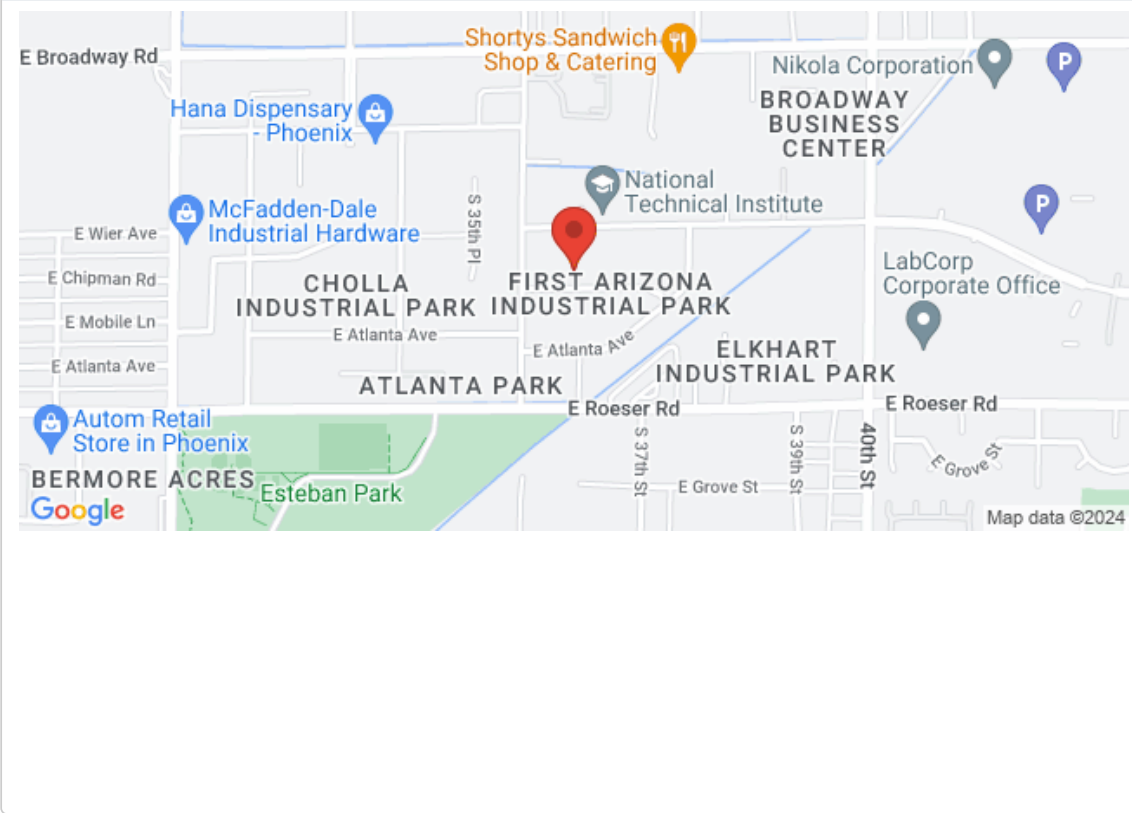 E Broadway Rd
Shortys Sandwich
Shop & Catering
Nikola Corporation
P
BROADWAY
BUSINESS
CENTER
Hana Dispensary
- Phoenix
National
Technical Institute
McFadden-Dale
Industrial Hardware
S 35th Pl
P
E Wier Ave
E Chipman Rd
CHOLLA
INDUSTRIAL PARK
FIRST ARIZONA
INDUSTRIAL PARK
LabCorp
Corporate Office
E Mobile Ln
E Atlanta Ave
E Atlanta Ave
ELKHART
INDUSTRIAL PARK
E Atlanta Ave
ATLANTA PARK
E Roeser Rd
E Roeser Rd
Autom Retail
Store in Phoenix
S 37th St
S 39th St
40th St
E Grove St
BERMORE ACRES
Esteban Park
E Grove St
Google
Map data ©2024